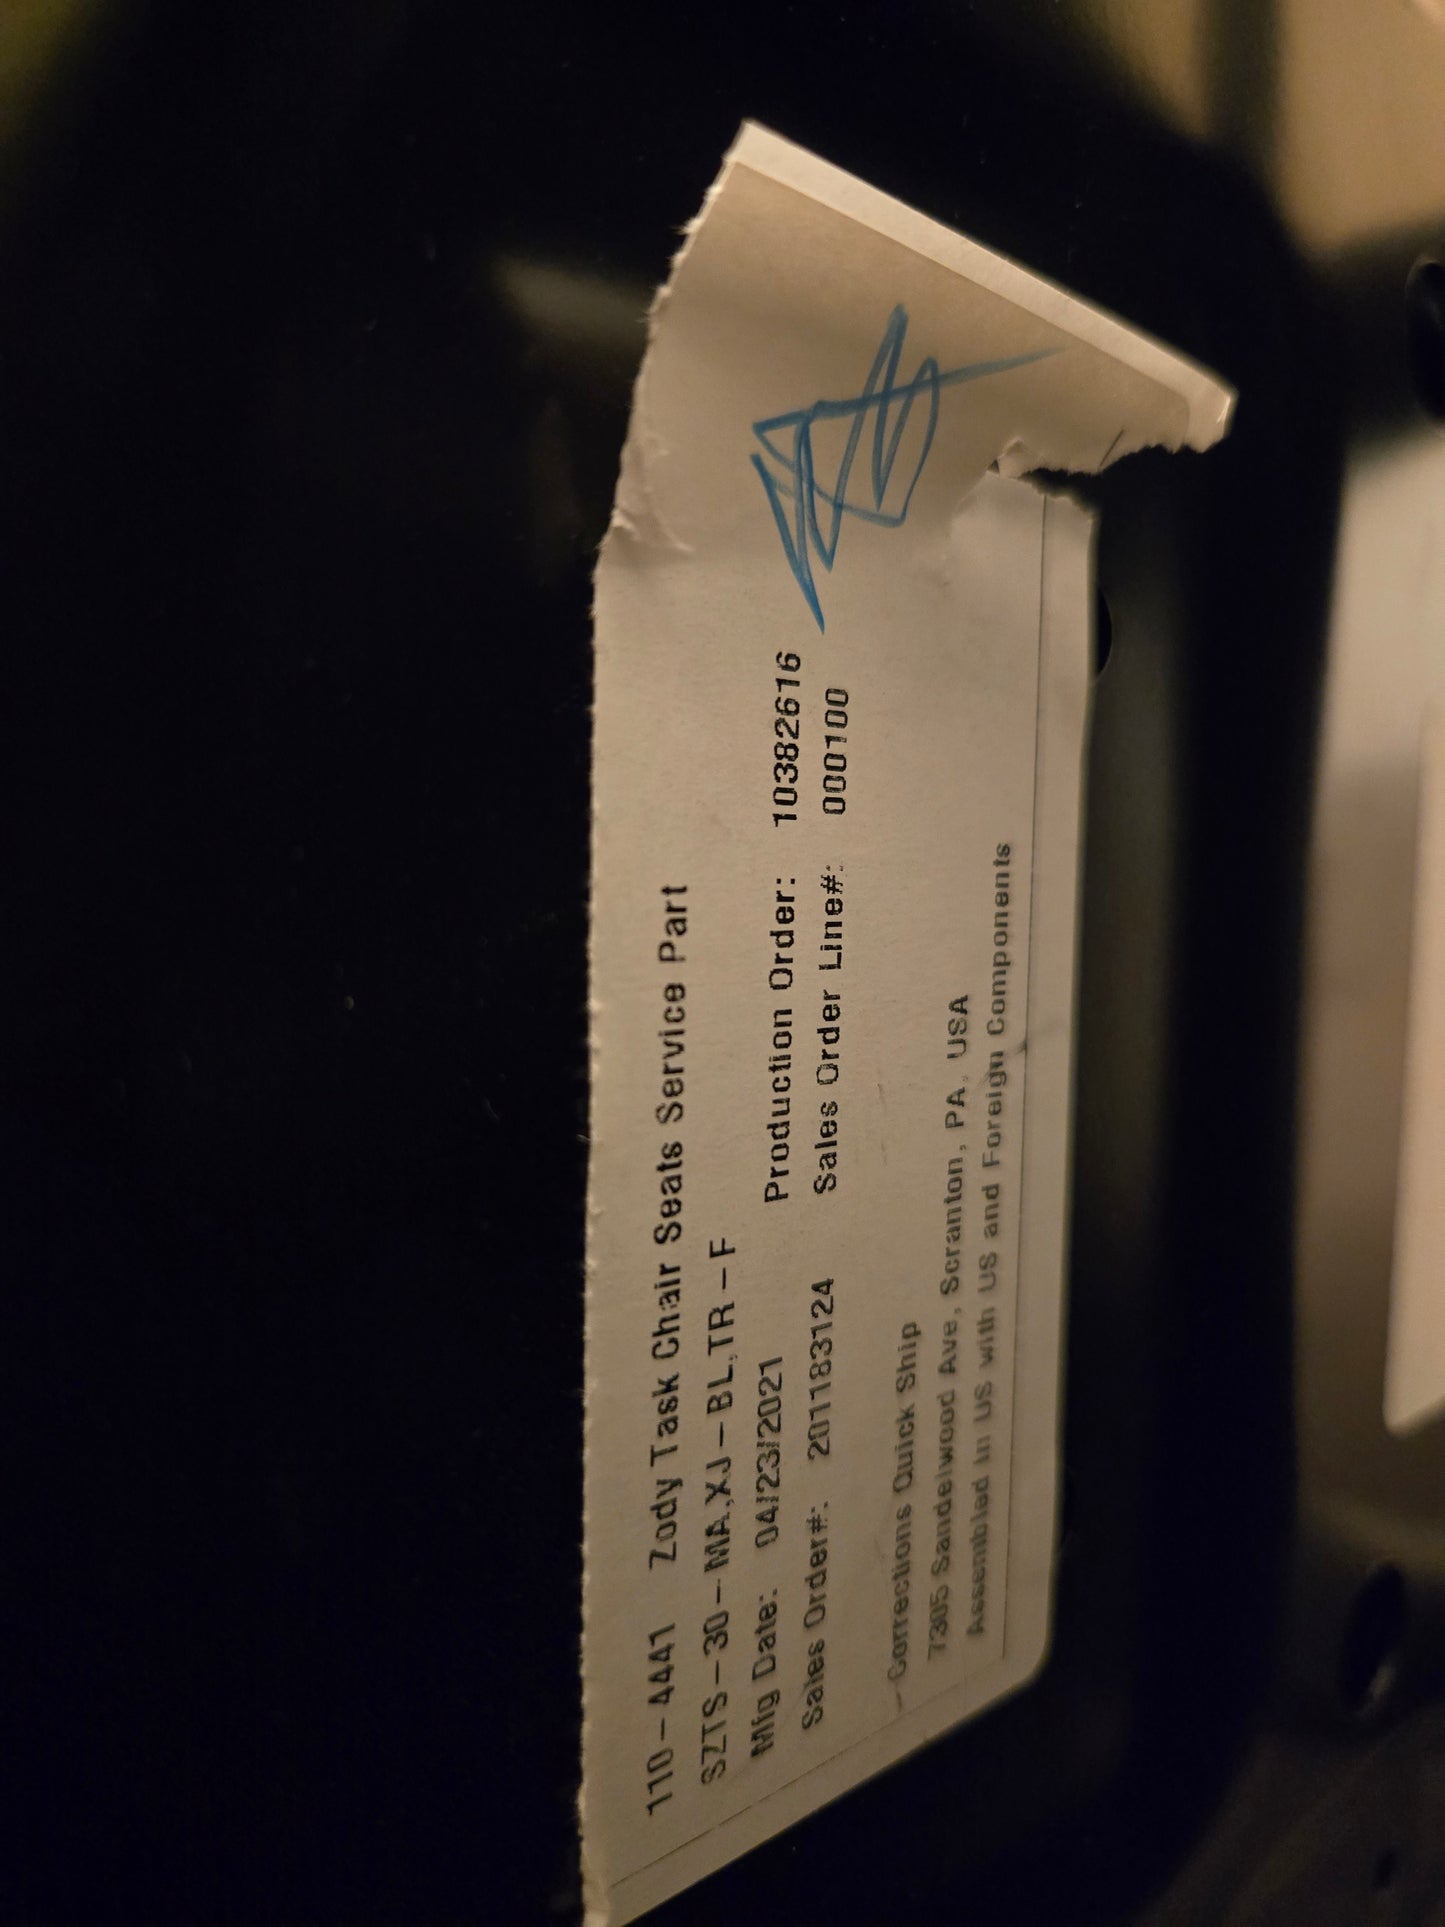 110-4441 Zody Task Chair Seats Service Part
SZTS-30-MA,XJ-BL,TR-F
Mfg Date: 04/23/2021 Production Order: 10382616
Sales Order#: 201183124 Sales Order Line#: 000100
Corrections Quick Ship
7305 Sandelwood Ave, Scranton, PA, USA
Assembled in US with US and Foreign Components